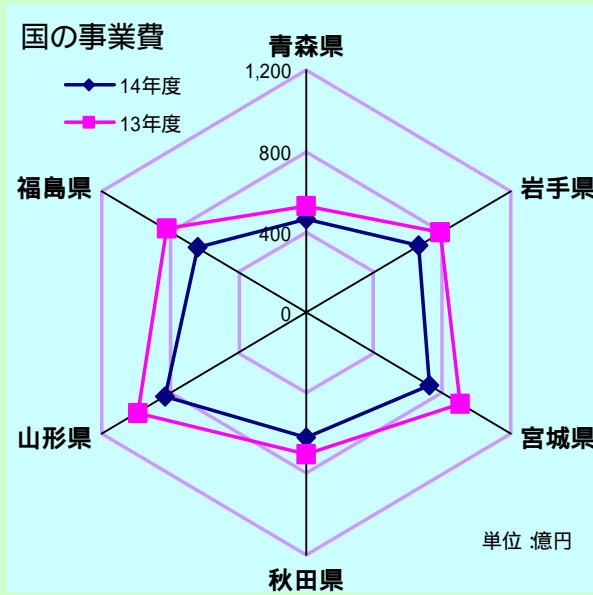 国の事業費
青森県
14年度
13年度
1,200
800
400
0
福島県
岩手県
山形県
宮城県
単位:億円
秋田県